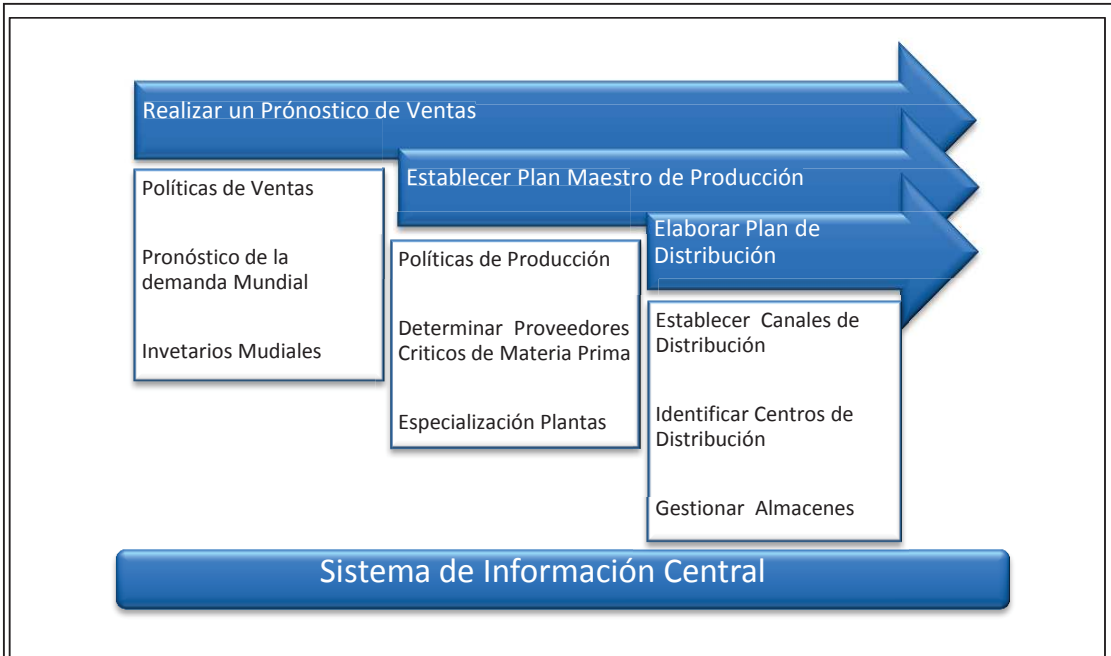 Realizar un Prónostico de Ventas
Políticas de Ventas
Pronóstico de la
demanda Mundial
Invetarios Mudiales
Establecer Plan Maestro de Producción
Políticas de Producción
Determinar Proveedores
Criticos de Materia Prima
Especialización Plantas
Elaborar Plan de
Distribución
Establecer Canales de
Distribución
Identificar Centros de
Distribución
Gestionar Almacenes
Sistema de Información Central